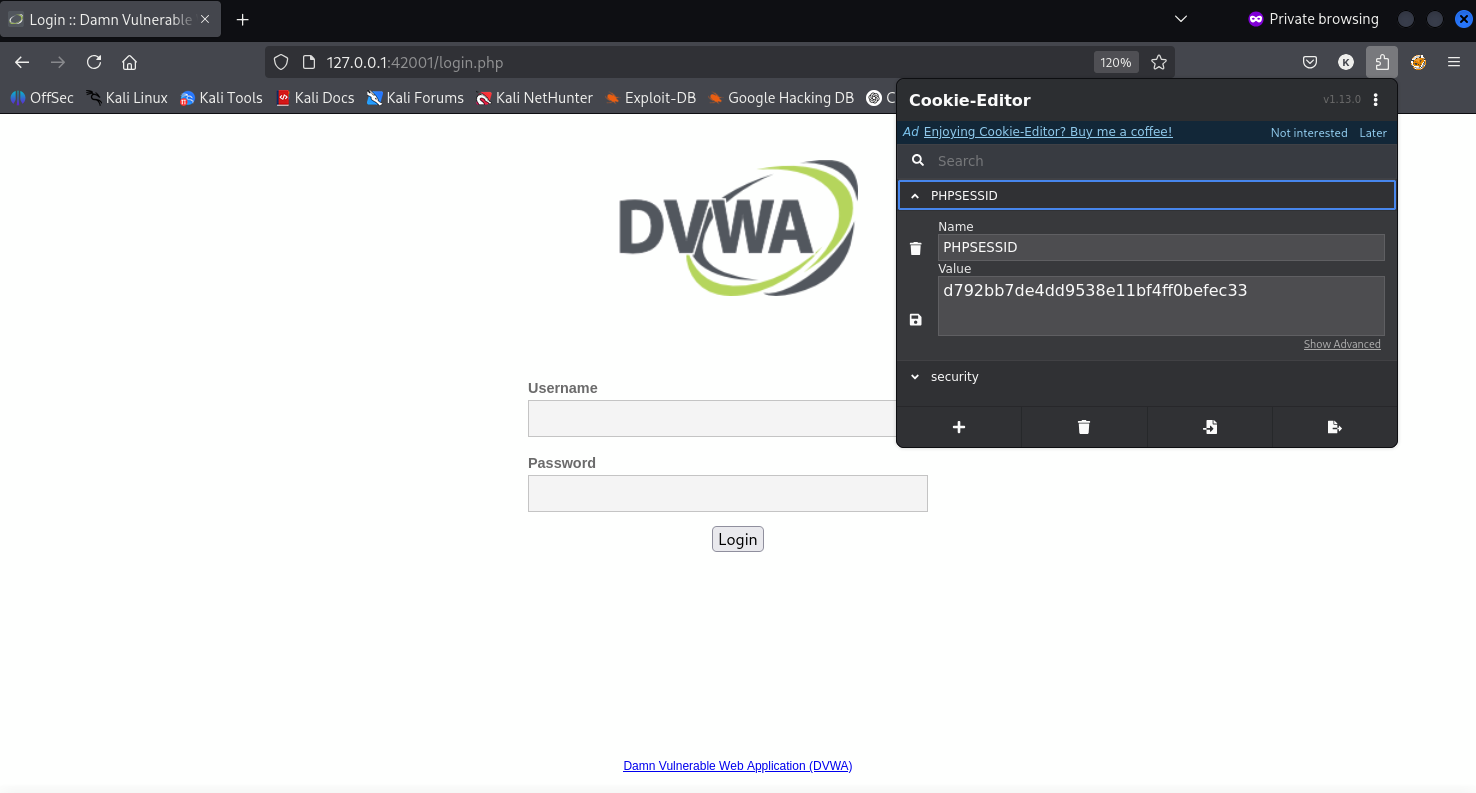 Login :: Damn Vulnerable
Private browsing
127.0.0.1:42001/login.php
120%
K
OffSec
Kali Linux
Kali Tools
Kali Docs
Kali Forums
Kali NetHunter
Exploit-DB
Google Hacking DB
C
Cookie-Editor
v1.13.0
Ad Enjoying Cookie-Editor? Buy me a coffee!
Not interested
Later
Search
PHPSESSID
Name
PHPSESSID
Value
d792bb7de4dd9538e11bf4ff0befec33
Show Advanced
security
DVWA
Username
Password
Login
Damn Vulnerable Web Application (DVWA)